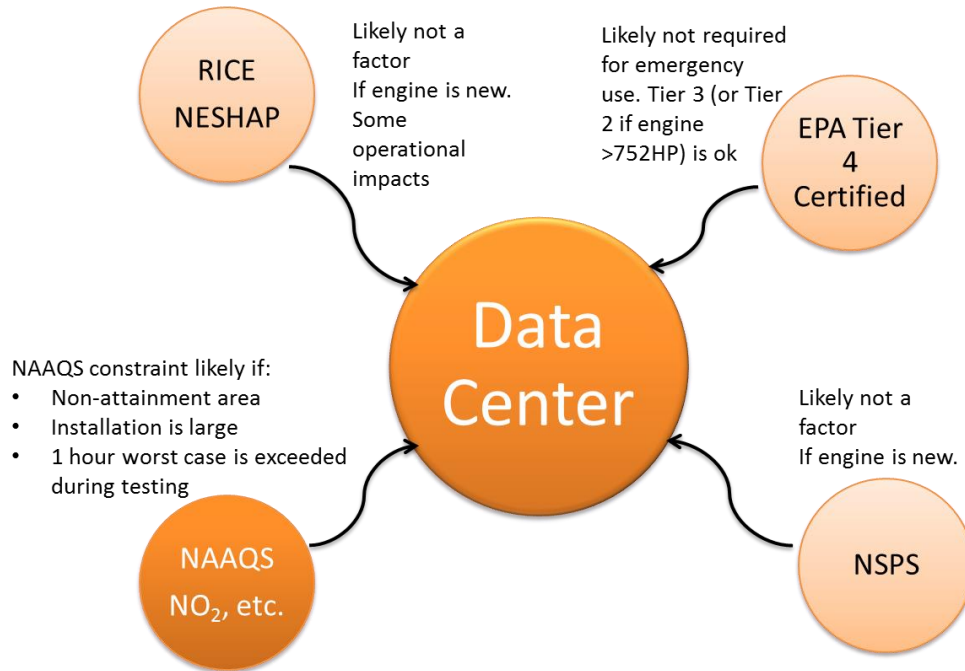 RICE
NESHAP
Likely not a
factor
If engine is new.
Some
operational
impacts
Likely not required
for emergency
use. Tier 3 (or Tier
2 if engine
>752HP) is ok
EPA Tier
4
Certified
Data
Center
NAAQS constraint likely if:
• Non-attainment area
• Installation is large
• 1 hour worst case is exceeded
during testing
NAAQS
NO₂, etc.
Likely not a
factor
If engine is new.
NSPS